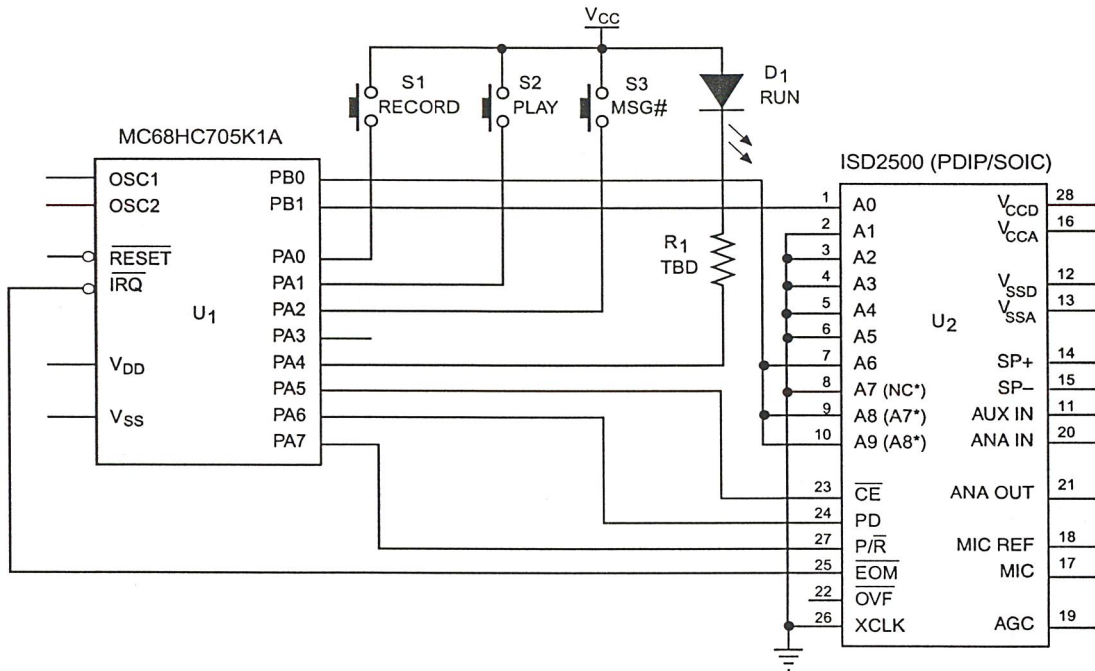 VCC
S1
RECORD
S2
PLAY
S3
MSG#
D1
RUN
MC68HC705K1A
OSC1
OSC2
RESET
IRQ
U1
VDD
VSS
PB0
PB1
PA0
PA1
PA2
PA3
PA4
PA5
PA6
PA7
R1
TBD
ISD2500 (PDIP/SOIC)
1 A0
2 A1
3 A2
4 A3
5 A4
6 A5
7 A6
8 A7 (NC*)
9 A8 (A7*)
10 A9 (A8*)
23 CE
24 PD
27 P/R
25 EOM
22 OVF
26 XCLK
U2
VCCD 28
VCCA 16
VSSD 12
VSSA 13
SP+ 14
SP– 15
AUX IN 11
ANA IN 20
ANA OUT 21
MIC REF 18
MIC 17
AGC 19